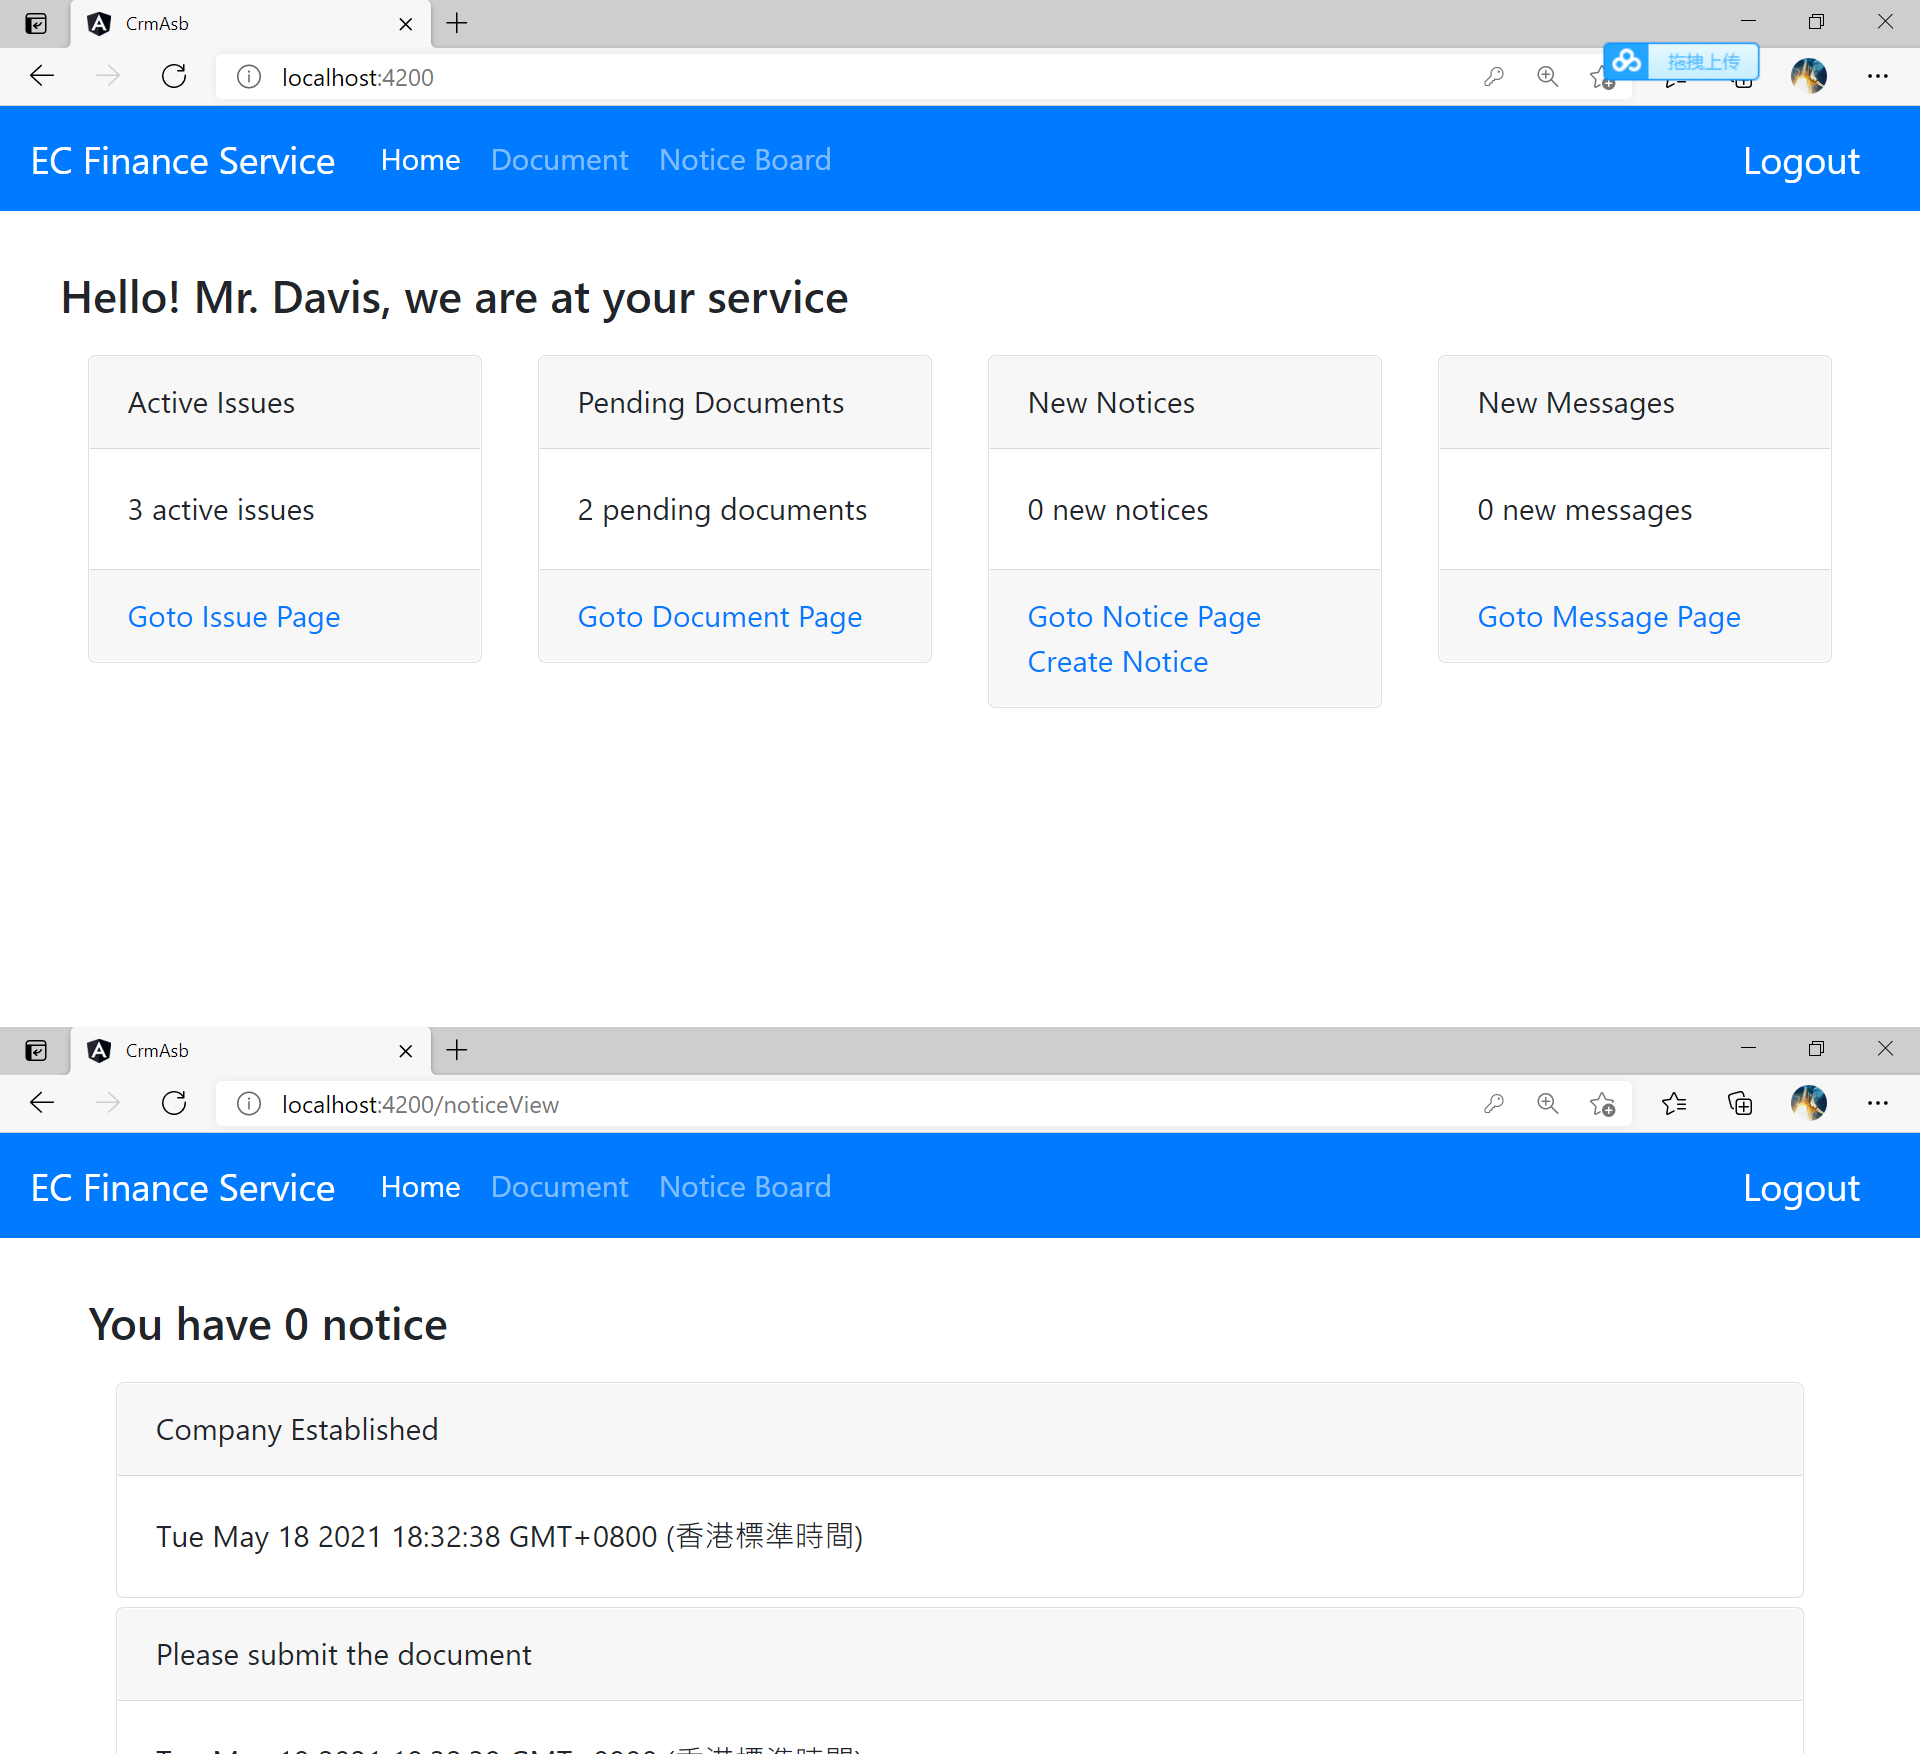 CrmAsb
localhost:4200
拖拽上传
EC Finance Service Home Document Notice Board Logout
Hello! Mr. Davis, we are at your service
Active Issues
3 active issues
Goto Issue Page
Pending Documents
2 pending documents
Goto Document Page
New Notices
0 new notices
Goto Notice Page
Create Notice
New Messages
0 new messages
Goto Message Page
CrmAsb
localhost:4200/noticeView
EC Finance Service Home Document Notice Board Logout
You have 0 notice
Company Established
Tue May 18 2021 18:32:38 GMT+0800 (香港標準時間)
Please submit the document